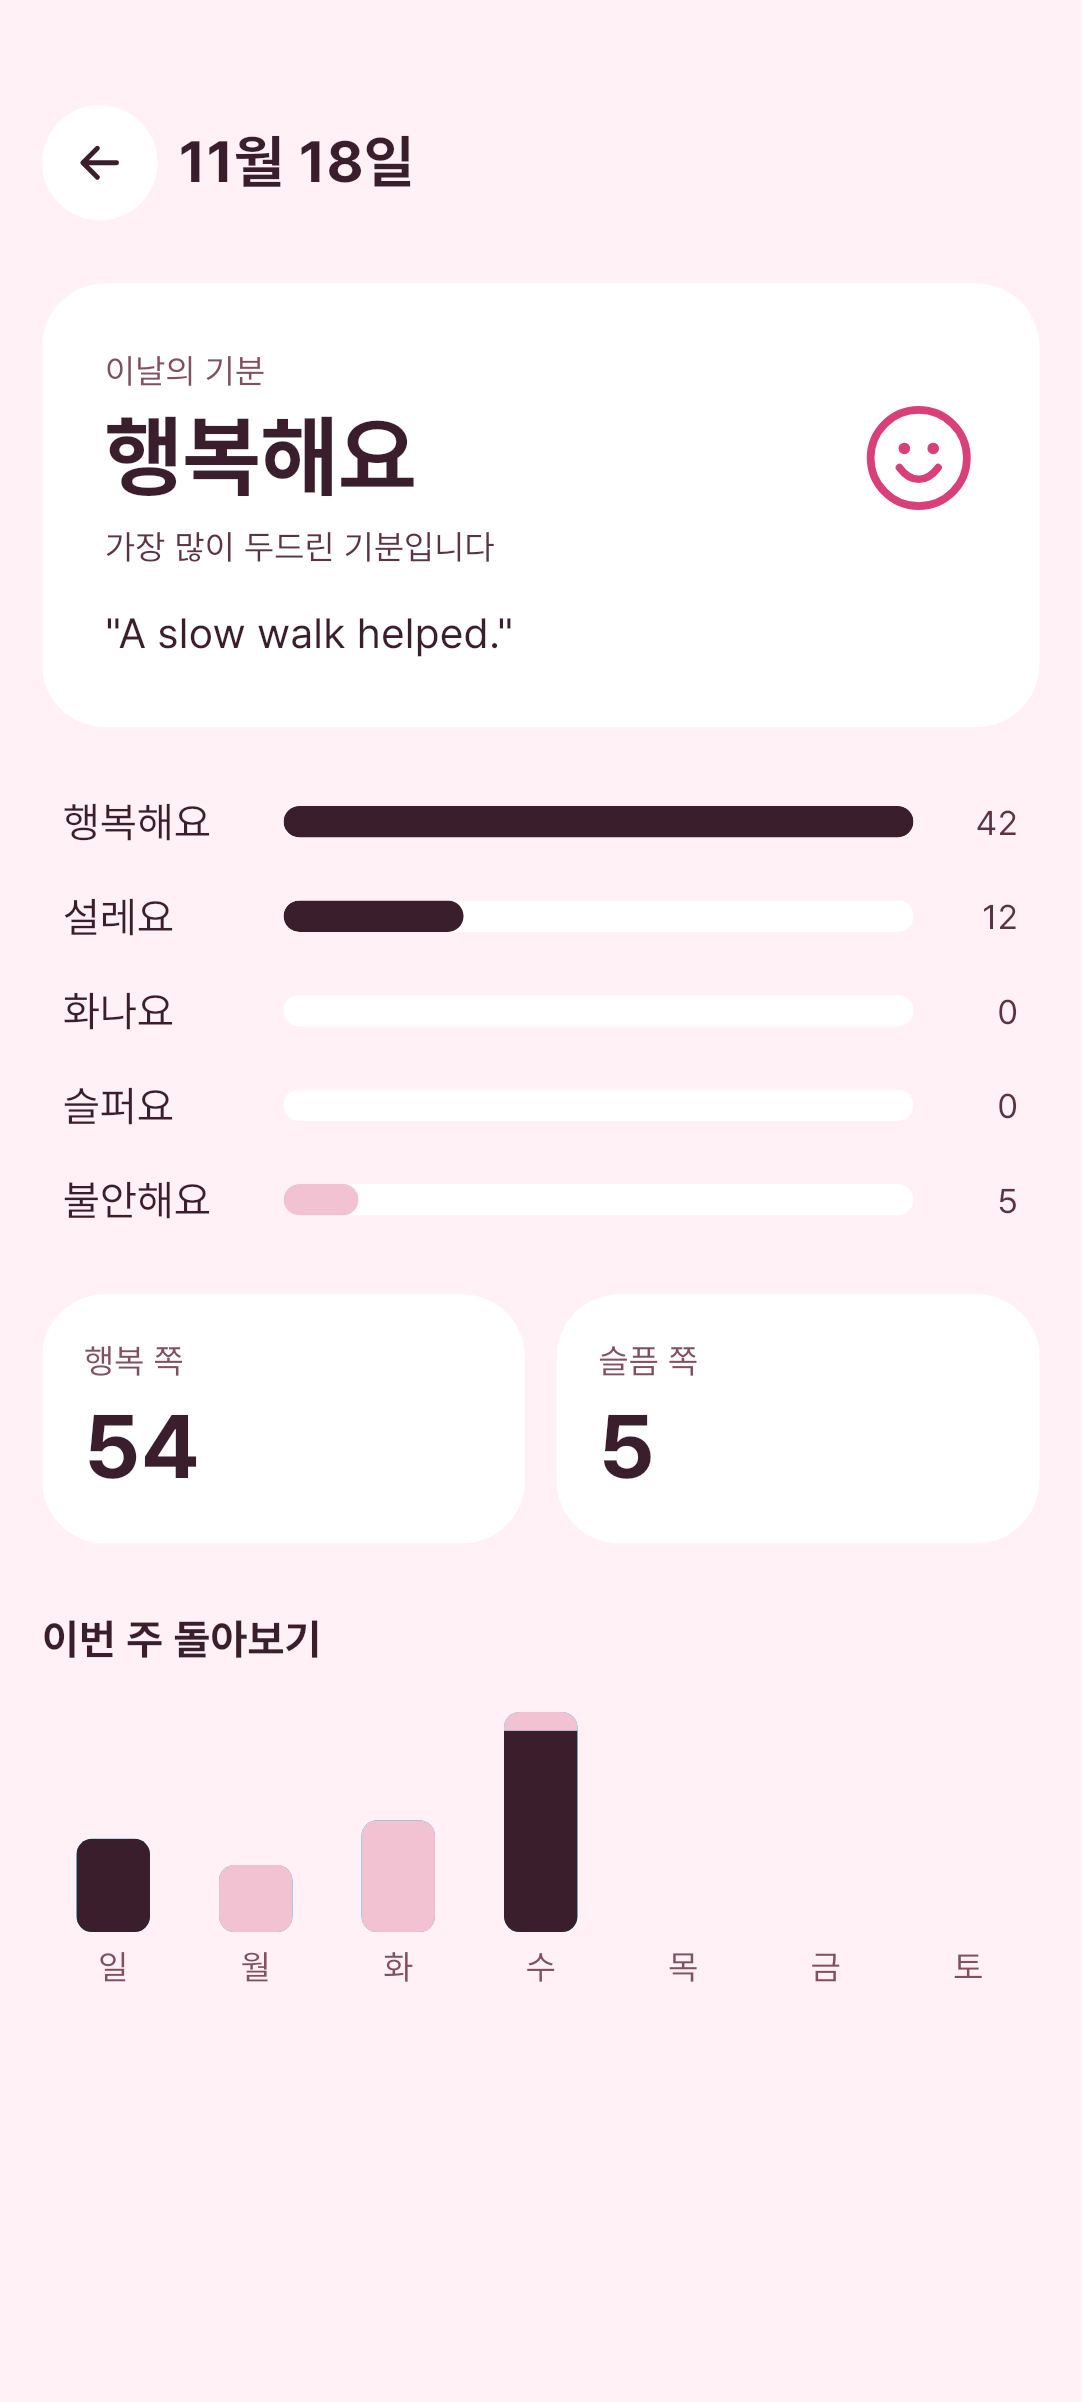 11월 18일
이날의 기분
행복해요
가장 많이 두드린 기분입니다
"A slow walk helped."
행복해요 42
설레요 12
화나요 0
슬퍼요 0
불안해요 5
행복 쪽
54
슬픔 쪽
5
이번 주 돌아보기
일 월 화 수 목 금 토